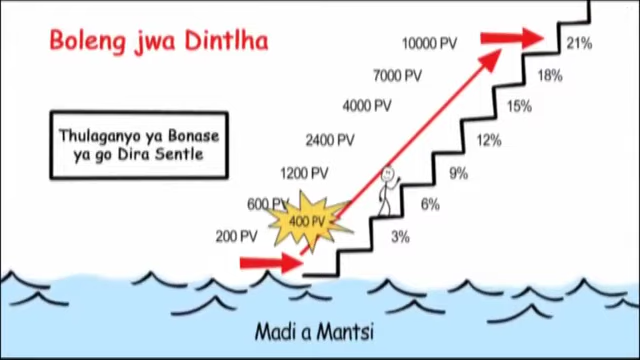 Boleng jwa Dintlha
10000 PV
21%
7000 PV
18%
4000 PV
15%
Thulaganyo ya Bonase
ya go Dira Sentle
2400 PV
12%
1200 PV
9%
600 PV
6%
400 PV
200 PV
3%
Madi a Mantsi